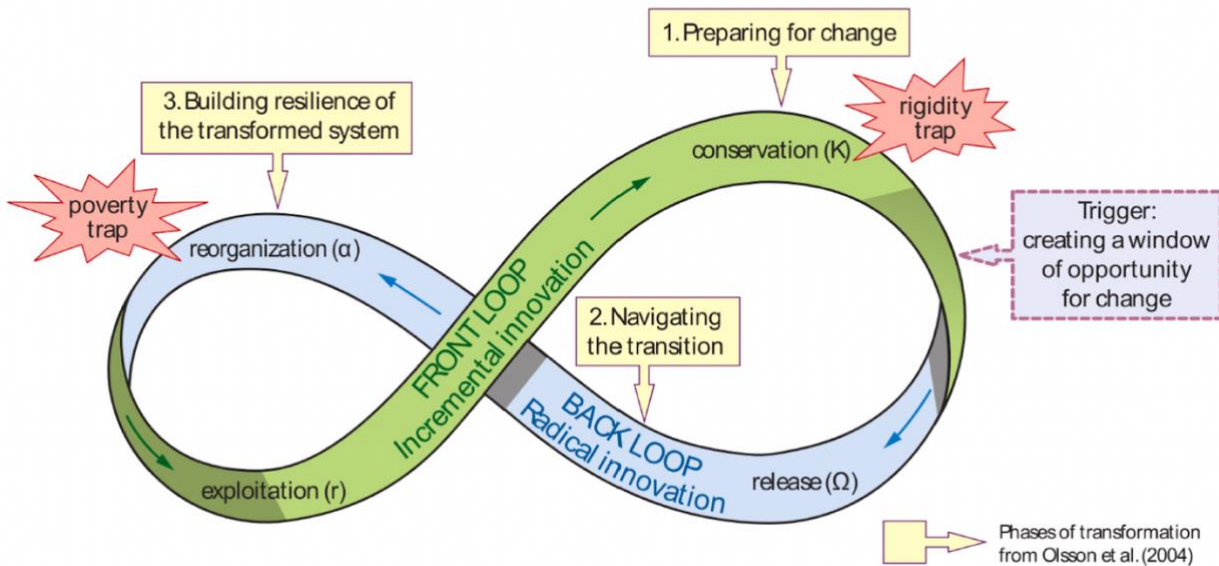 1. Preparing for change
3. Building resilience of
the transformed system
rigidity
trap
conservation (K)
poverty
trap
Trigger:
creating a window
of opportunity
for change
reorganization (α)
FRONT LOOP
Incremental innovation
2. Navigating
the transition
BACK LOOP
Radical innovation
exploitation (r)
release (Ω)
Phases of transformation
from Olsson et al. (2004)